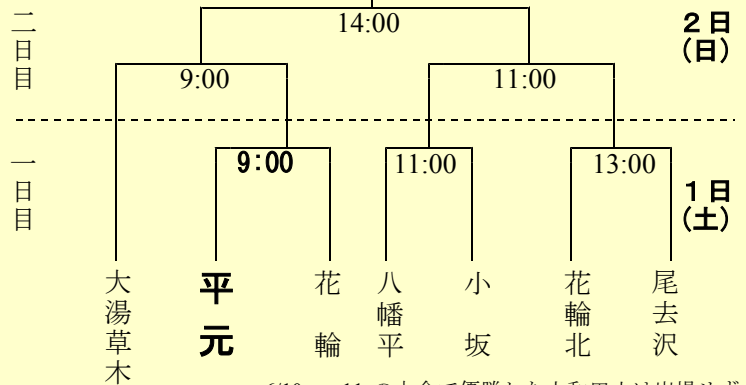 二日目
14:00
2日
(日)
9:00
11:00
一日目
9:00
11:00
13:00
1日
(土)
大湯草木
平元
花輪
八幡平
小坂
花輪北
尾去沢